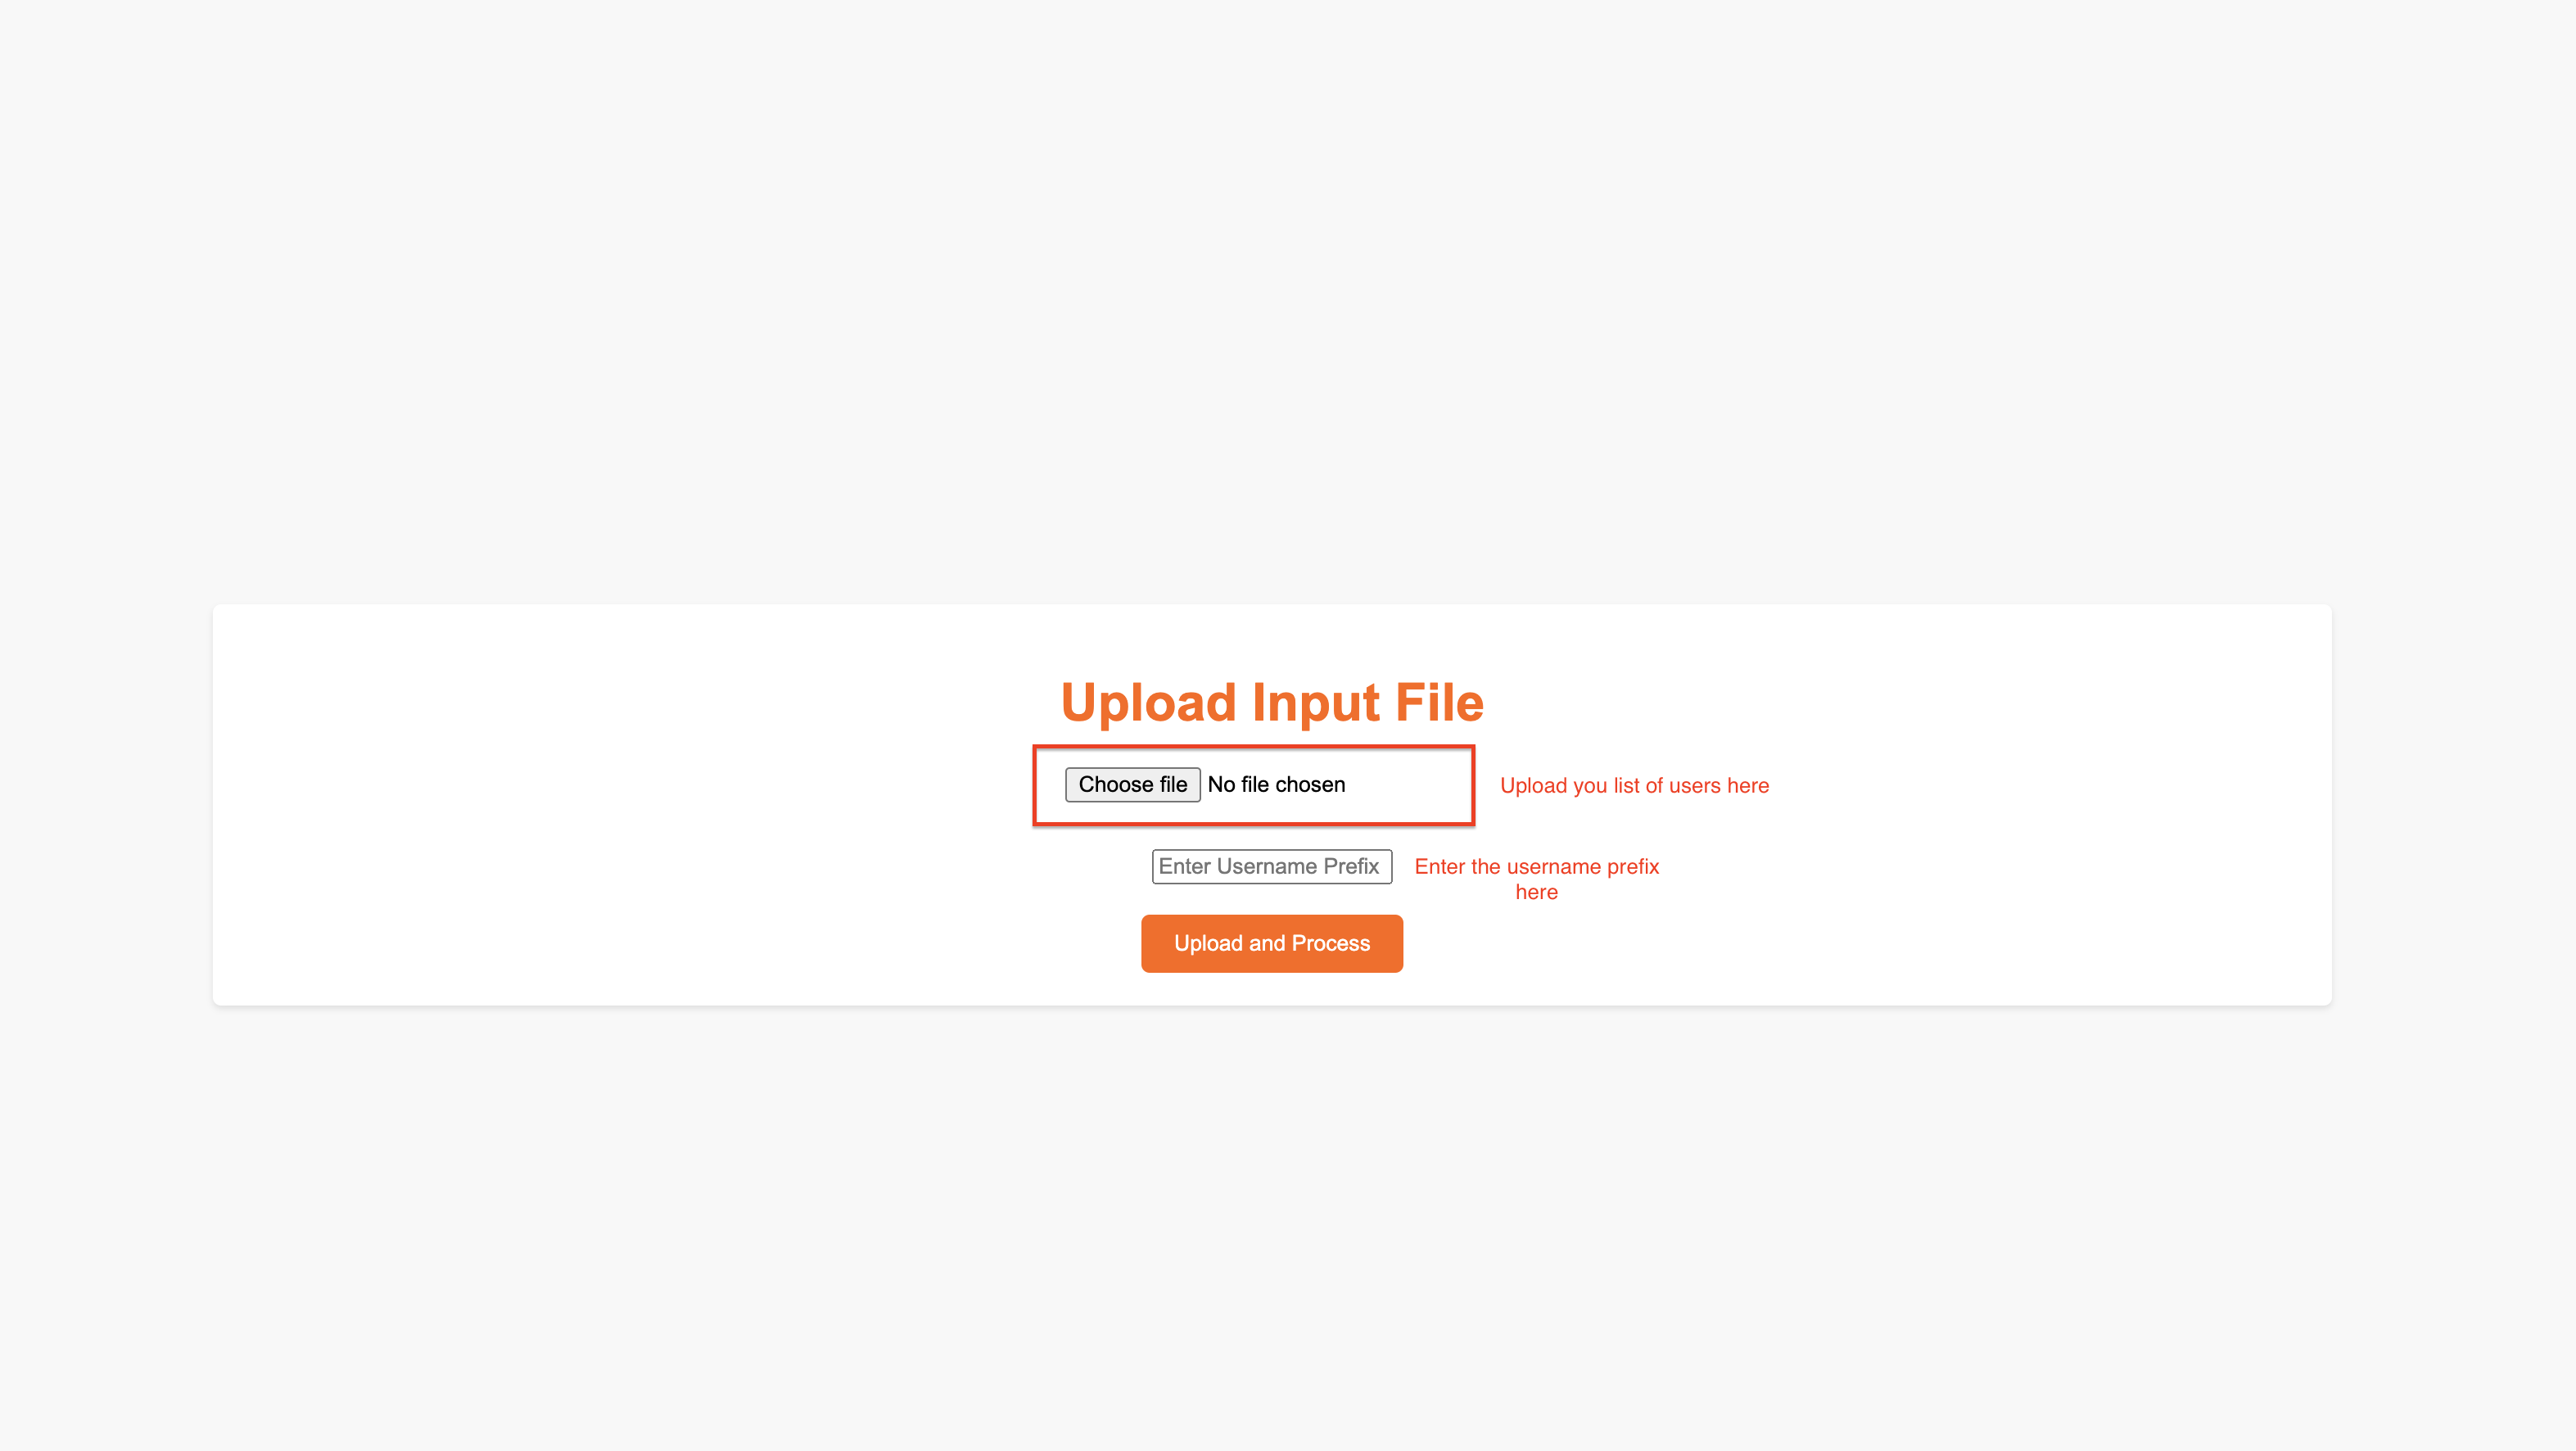 Upload Input File
Choose file No file chosen
Upload you list of users here
Enter Username Prefix
Enter the username prefix
here
Upload and Process